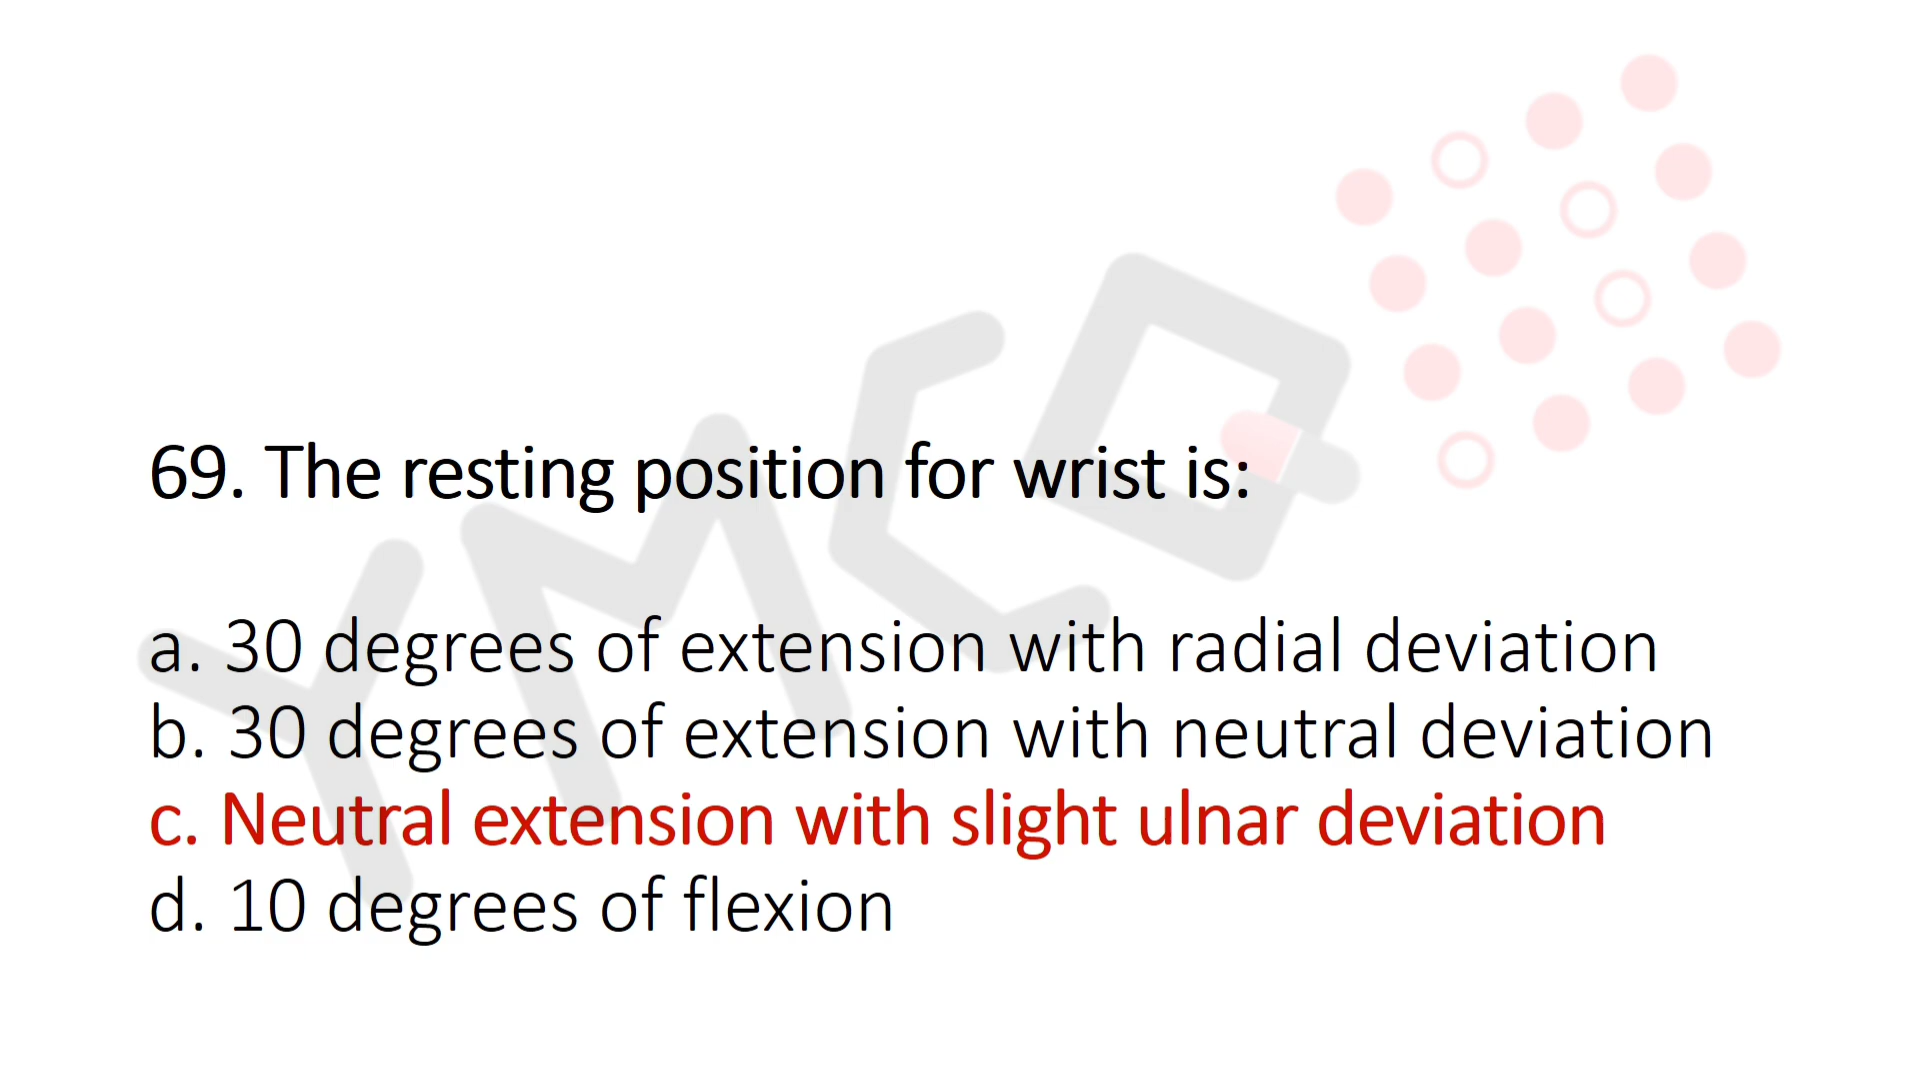 69. The resting position for wrist is:
a. 30 degrees of extension with radial deviation
b. 30 degrees of extension with neutral deviation
c. Neutral extension with slight ulnar deviation
d. 10 degrees of flexion
YMCQ